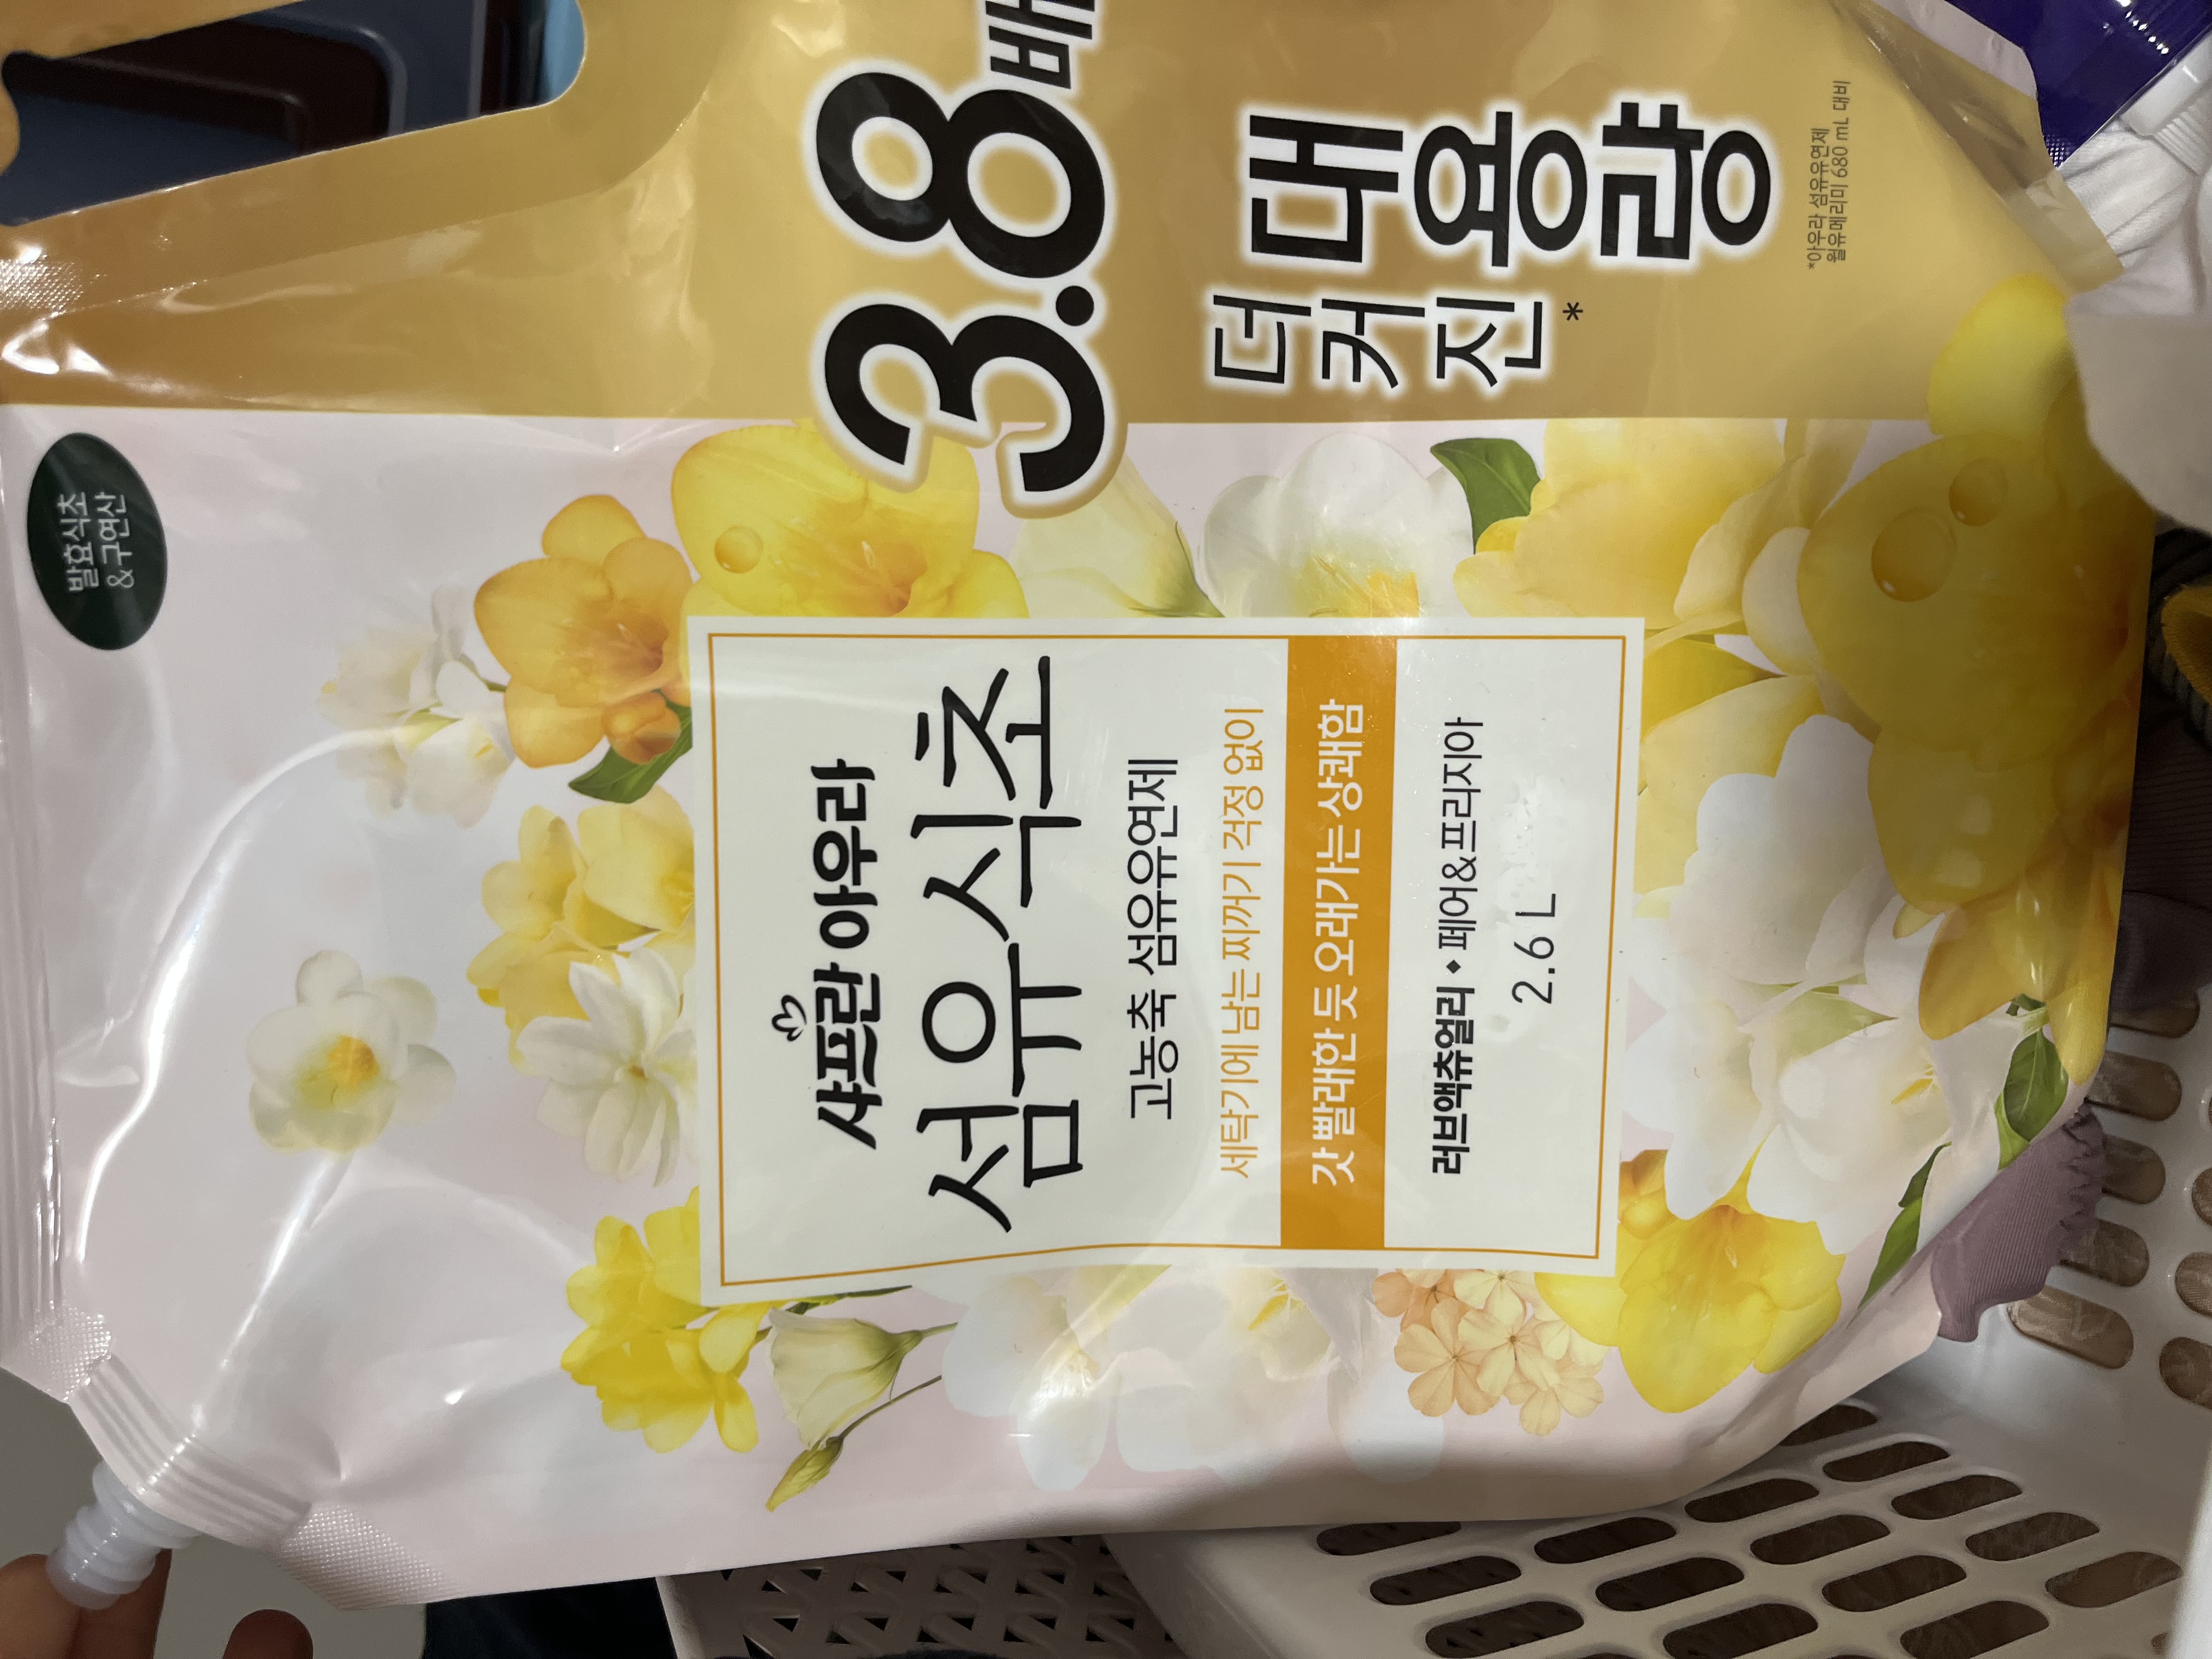 발효식초
&구연산
3.8배
더 대
커 용
진 량
*
*아우라 섬유유연제
윌유메리미 680 mL 대비
샤프란 아우라
섬유식초
고농축 섬유유연제
세탁기에 남는 찌꺼기 걱정 없이
갓 빨래한 듯 오래가는 상쾌함
러브액츄얼리 ◆ 페어&프리지아
2.6 L